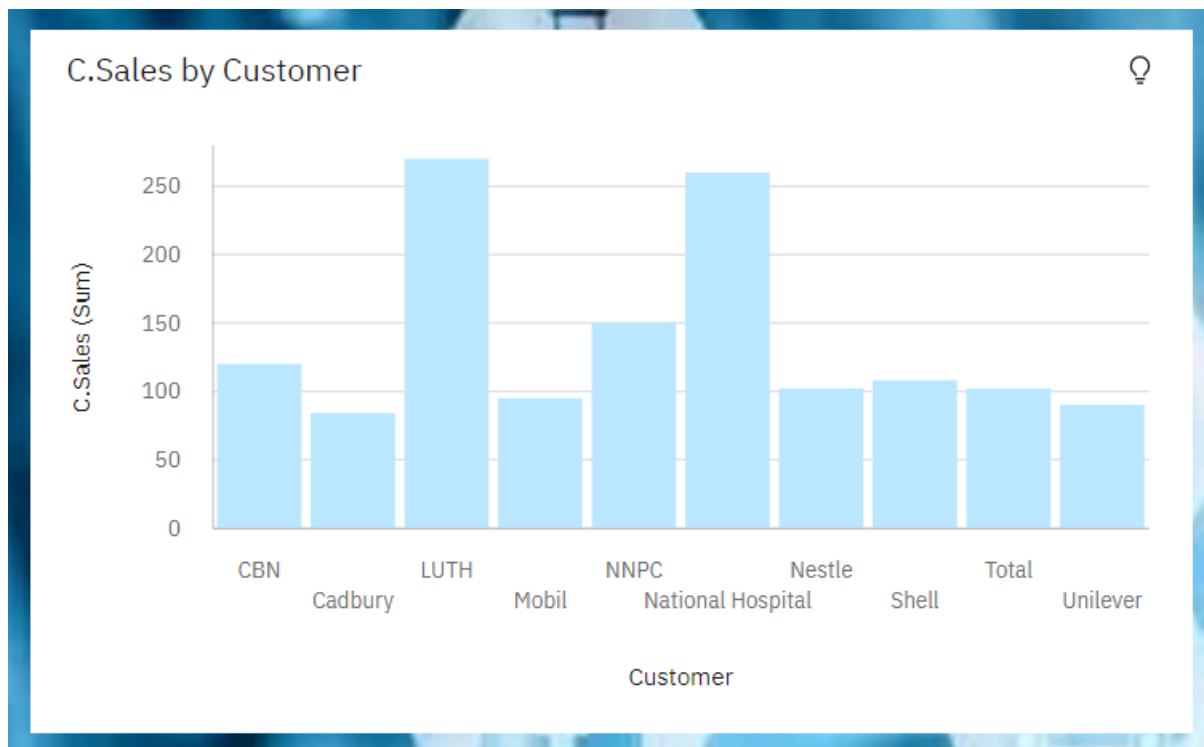 C.Sales by Customer
C.Sales (Sum)
250
200
150
100
50
0
CBN LUTH NNPC Nestle Total
Cadbury Mobil National Hospital Shell Unilever
Customer